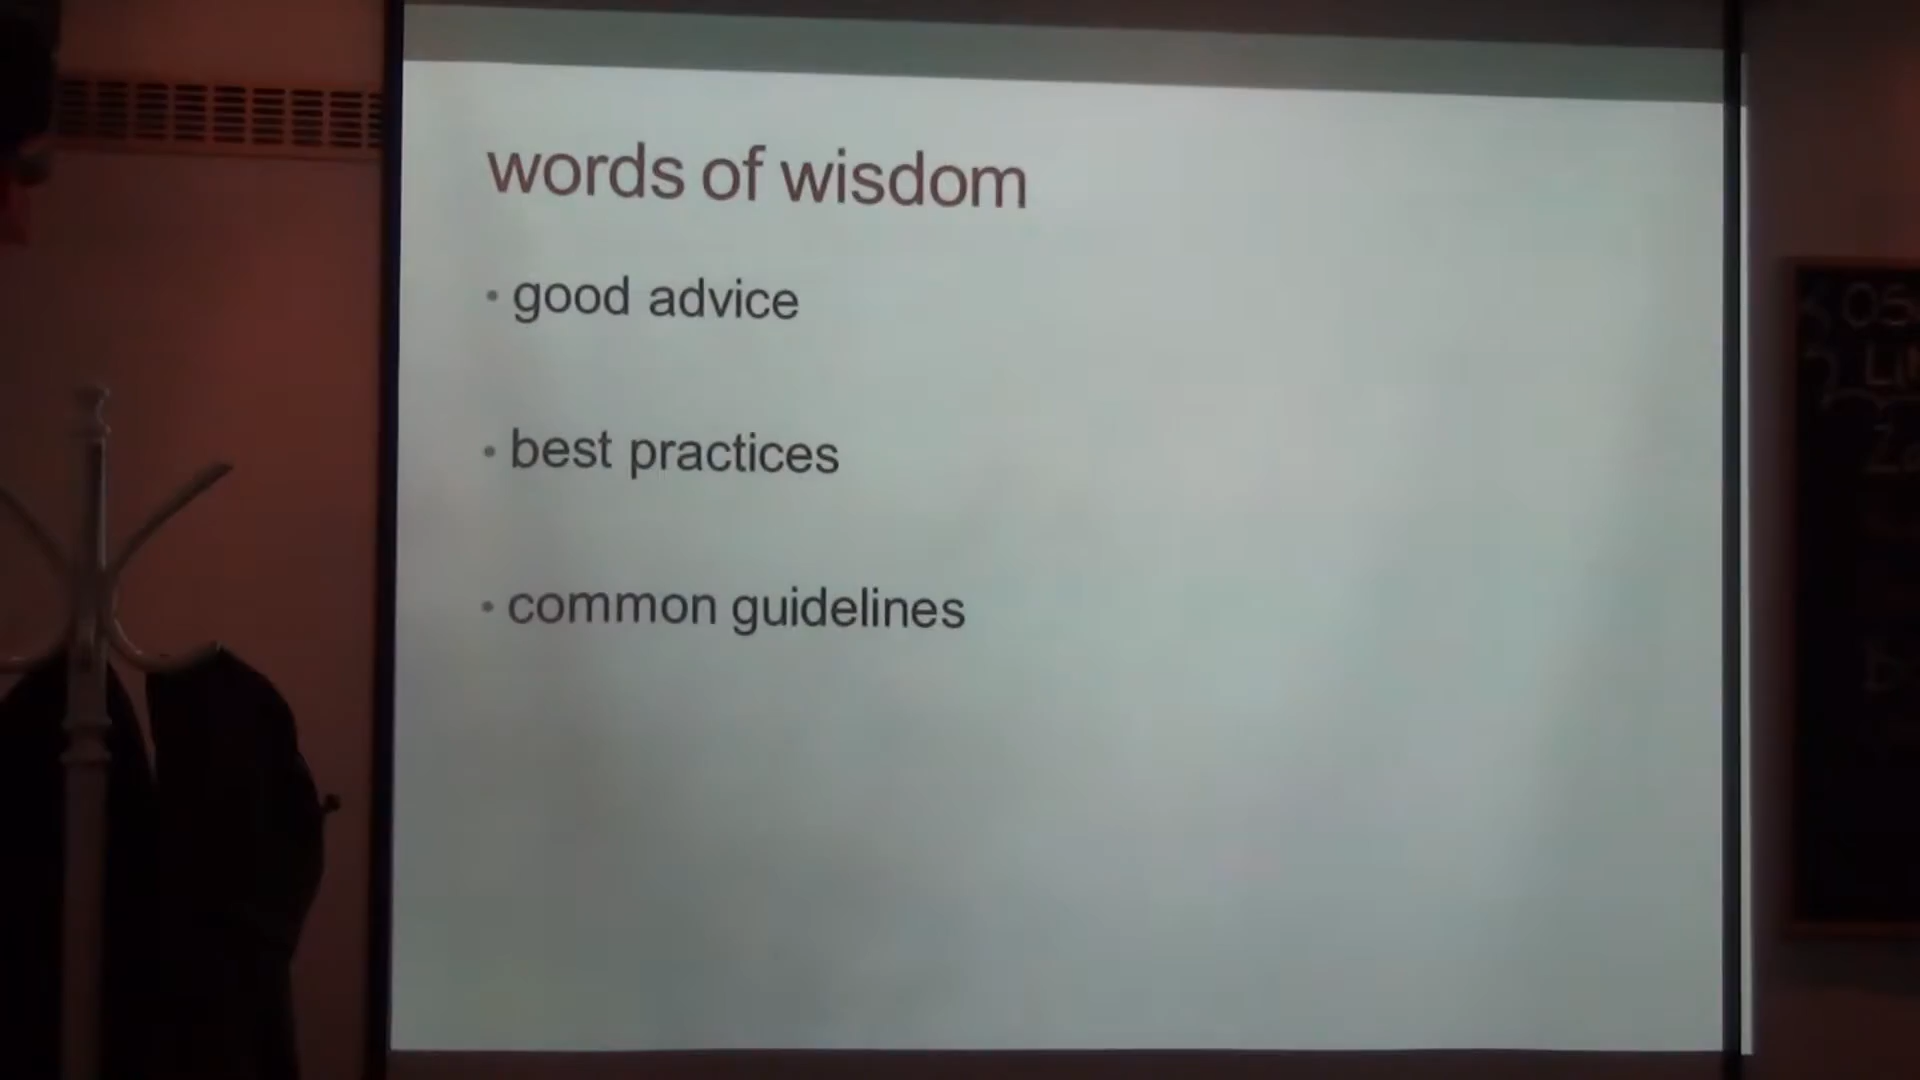 words of wisdom
• good advice
• best practices
• common guidelines